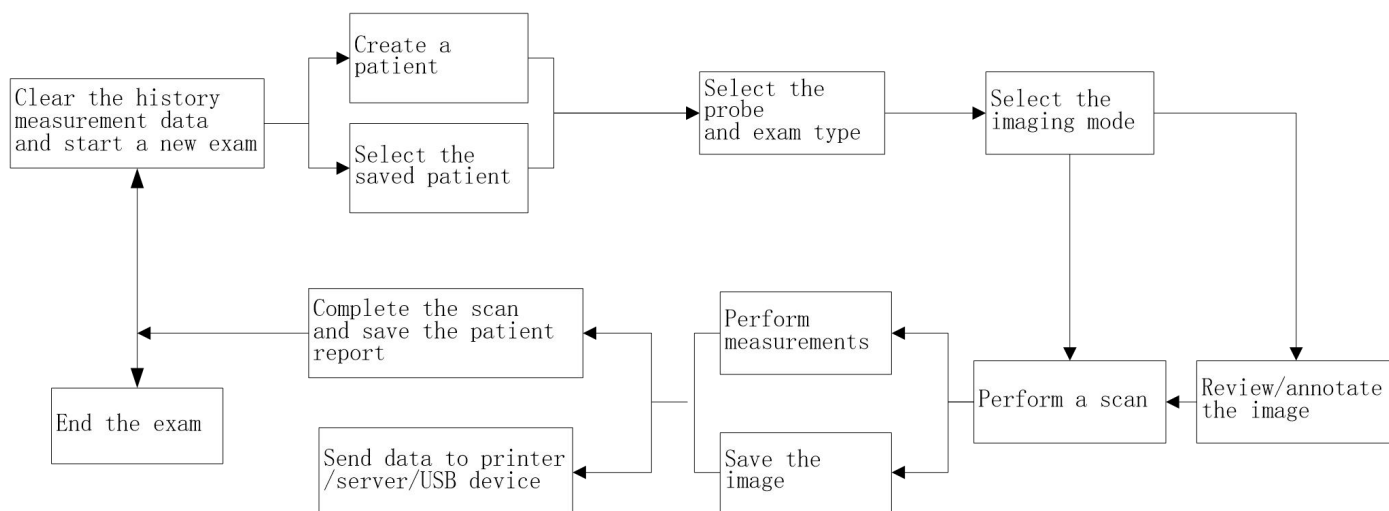 Clear the history
measurement data
and start a new exam
Create a
patient
Select the
saved patient
Select the
probe
and exam type
Select the
imaging mode
Review/annotate
the image
Perform a scan
Perform
measurements
Save the
image
Complete the scan
and save the patient
report
Send data to printer
/server/USB device
End the exam